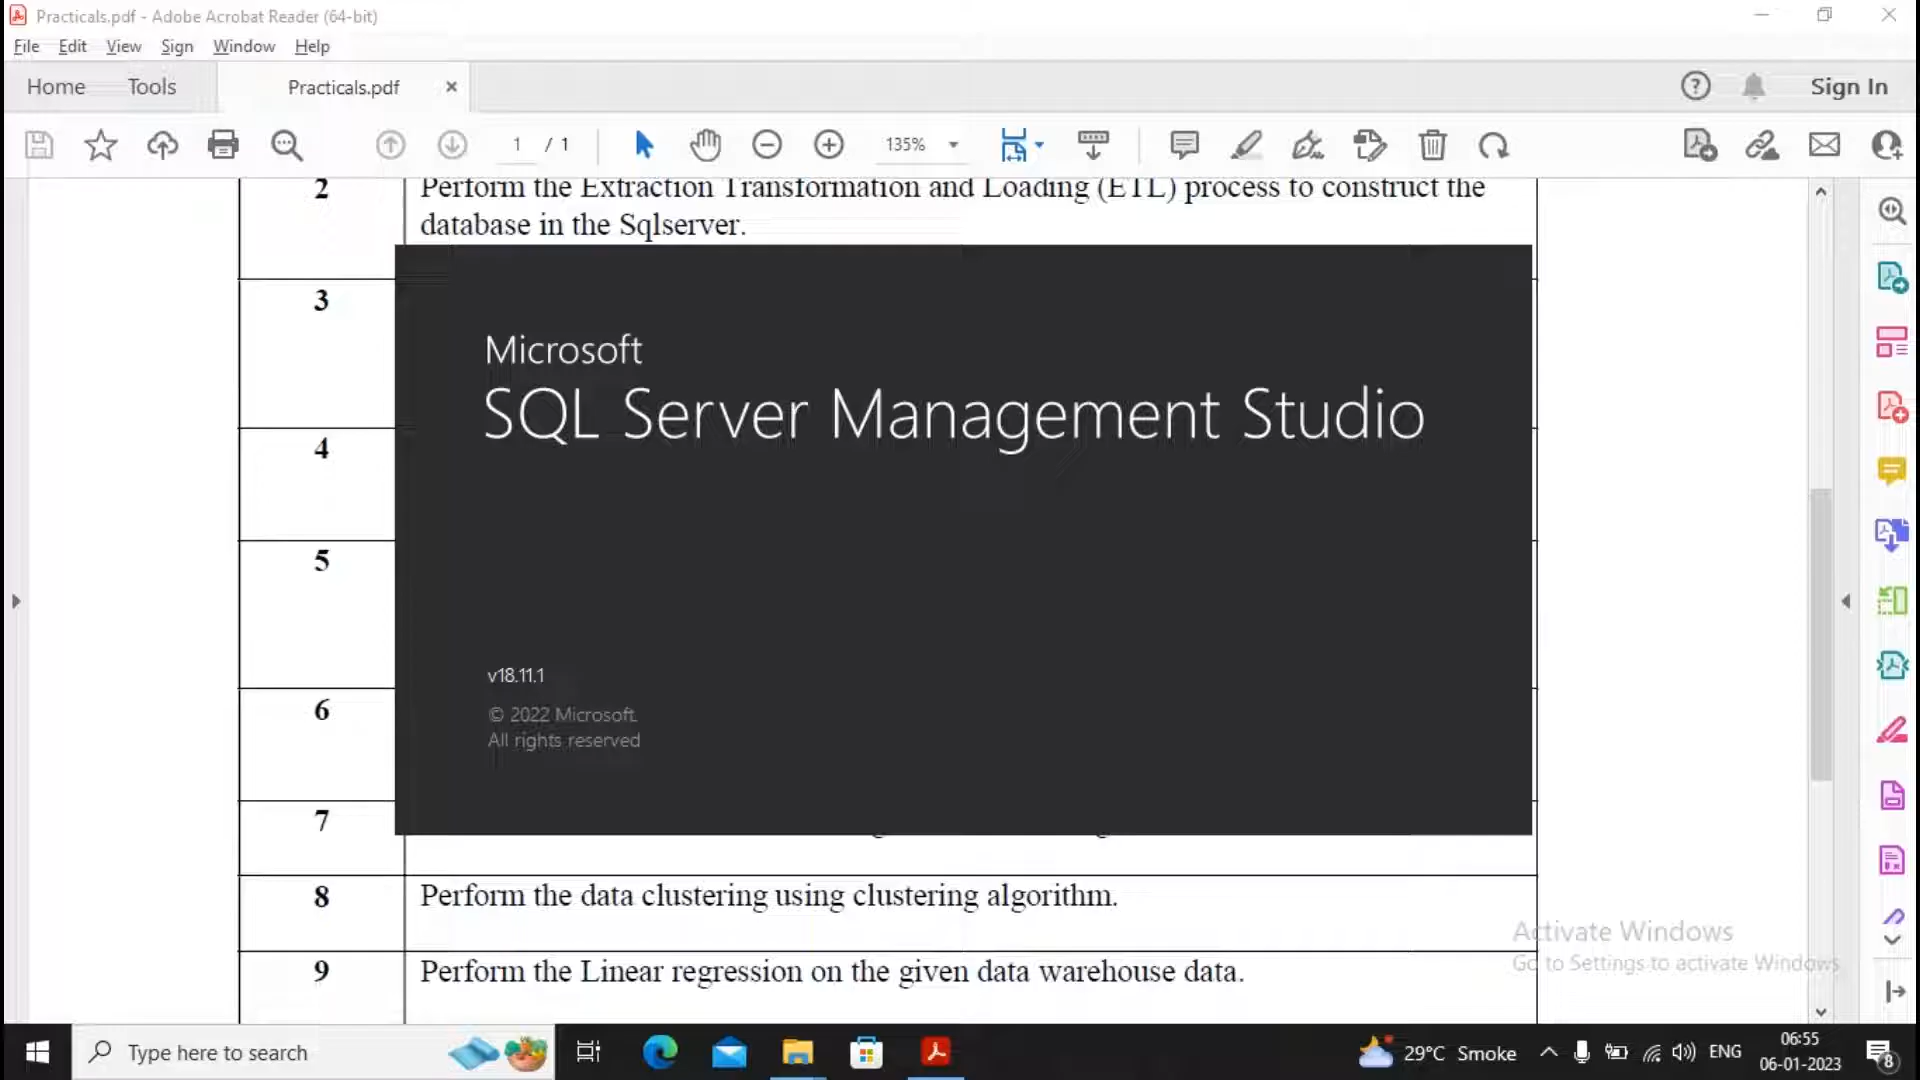 Practicals.pdf - Adobe Acrobat Reader (64-bit)
File Edit View Sign Window Help
Home Tools Practicals.pdf × Sign In
1 / 1 135%
2 Perform the Extraction Transformation and Loading (ETL) process to construct the
database in the Sqlserver.
3
Microsoft
SQL Server Management Studio
4
5
v18.11.1
6
© 2022 Microsoft.
All rights reserved
7
8 Perform the data clustering using clustering algorithm.
Activate Windows
Go to Settings to activate Windows
9 Perform the Linear regression on the given data warehouse data.
Type here to search
29°C Smoke ENG
06:55
06-01-2023
8